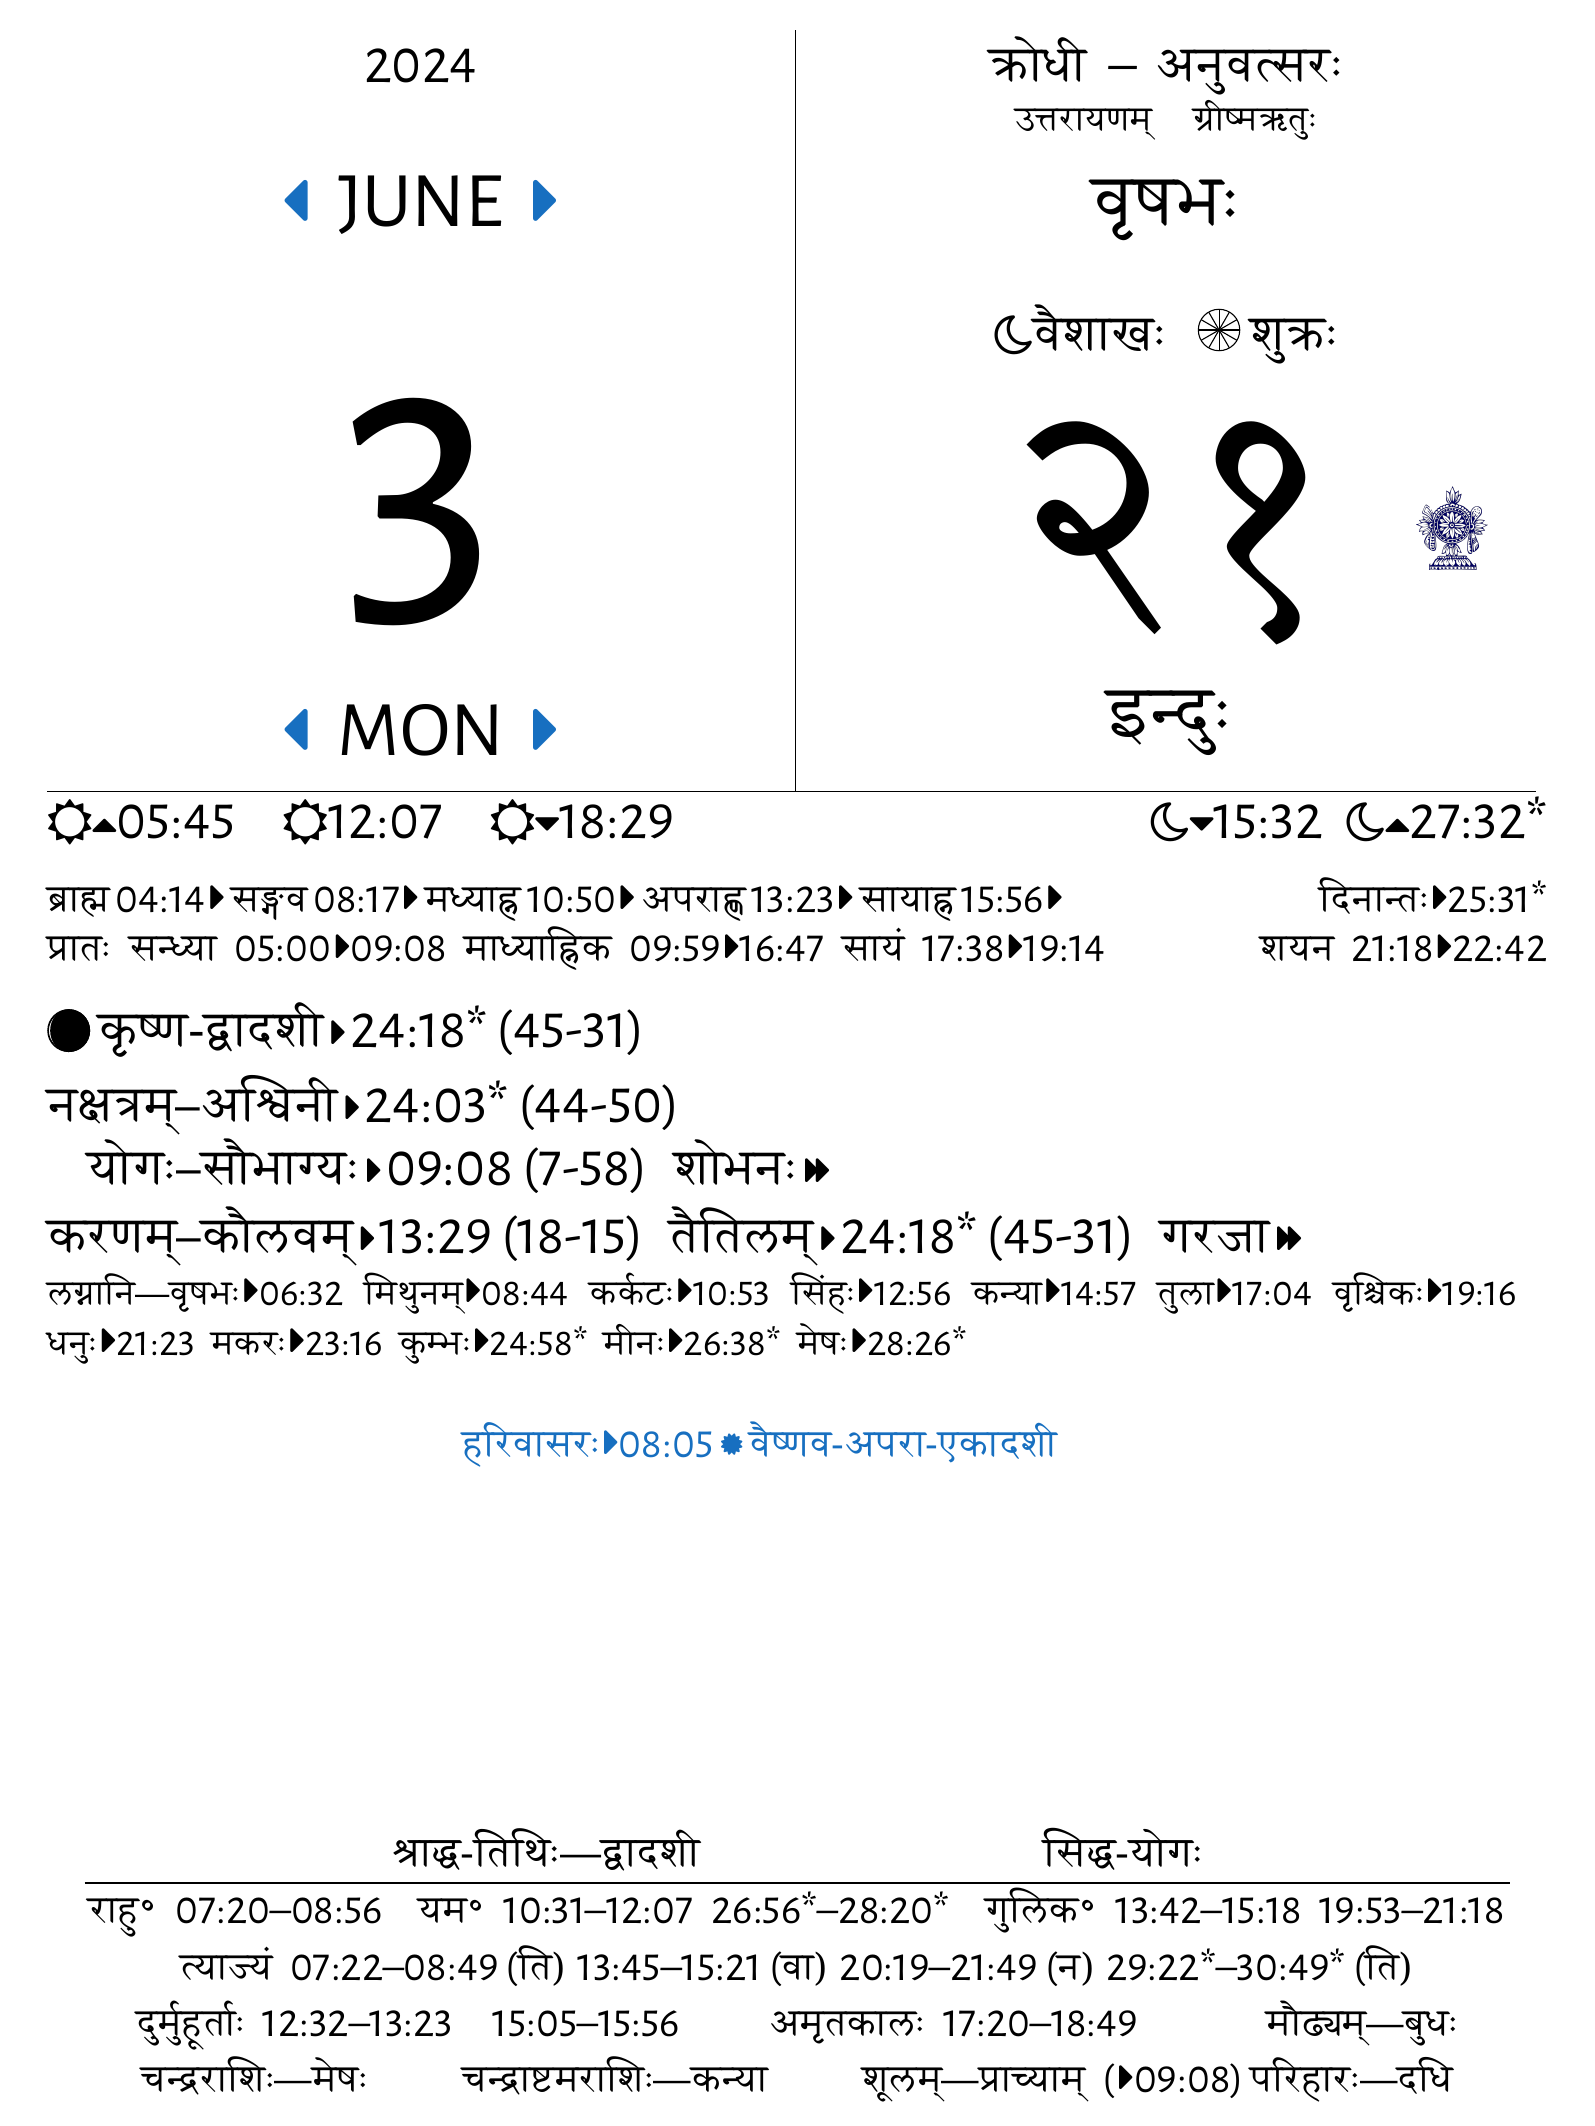 2024
JUNE
3
MON
क्रोधी – अनुवत्सरः
उत्तरायणम् ग्रीष्मऋतुः
वृषभः
वैशाखः शुक्रः
२१
इन्दुः
05:45 12:07 18:29 15:32 27:32*
ब्राह्म 04:14 सङ्गव 08:17 मध्याह्न 10:50 अपराह्ण 13:23 सायाह्न 15:56 दिनान्तः 25:31*
प्रातः सन्ध्या 05:00 09:08 माध्याह्निक 09:59 16:47 सायं 17:38 19:14 शयन 21:18 22:42
कृष्ण-द्वादशी 24:18* (45-31)
नक्षत्रम्–अश्विनी 24:03* (44-50)
योगः–सौभाग्यः 09:08 (7-58) शोभनः
करणम्–कौलवम् 13:29 (18-15) तैतिलम् 24:18* (45-31) गरजा
लग्नानि—वृषभः 06:32 मिथुनम् 08:44 कर्कटः 10:53 सिंहः 12:56 कन्या 14:57 तुला 17:04 वृश्चिकः 19:16
धनुः 21:23 मकरः 23:16 कुम्भः 24:58* मीनः 26:38* मेषः 28:26*
हरिवासरः 08:05 वैष्णव-अपरा-एकादशी
श्राद्ध-तिथिः—द्वादशी सिद्ध-योगः
राहु॰ 07:20–08:56 यम॰ 10:31–12:07 26:56*–28:20* गुलिक॰ 13:42–15:18 19:53–21:18
त्याज्यं 07:22–08:49 (ति) 13:45–15:21 (वा) 20:19–21:49 (न) 29:22*–30:49* (ति)
दुर्मुहूर्ताः 12:32–13:23 15:05–15:56 अमृतकालः 17:20–18:49 मौढ्यम्—बुधः
चन्द्रराशिः—मेषः चन्द्राष्टमराशिः—कन्या शूलम्—प्राच्याम् (09:08) परिहारः—दधि